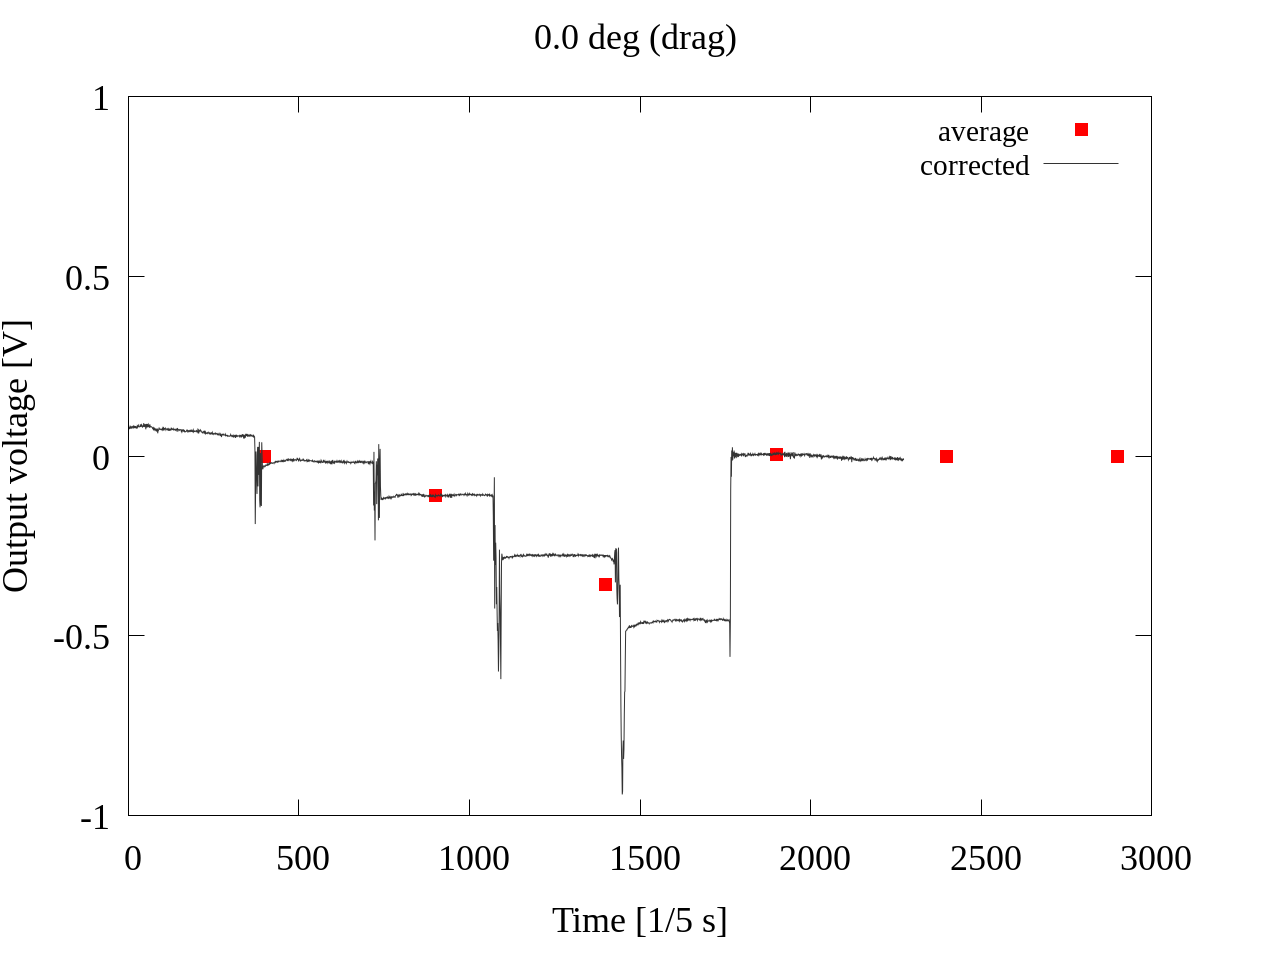 0.0 deg (drag)
1
0.5
0
-0.5
-1
Output voltage [V]
average
corrected
0 500 1000 1500 2000 2500 3000
Time [1/5 s]